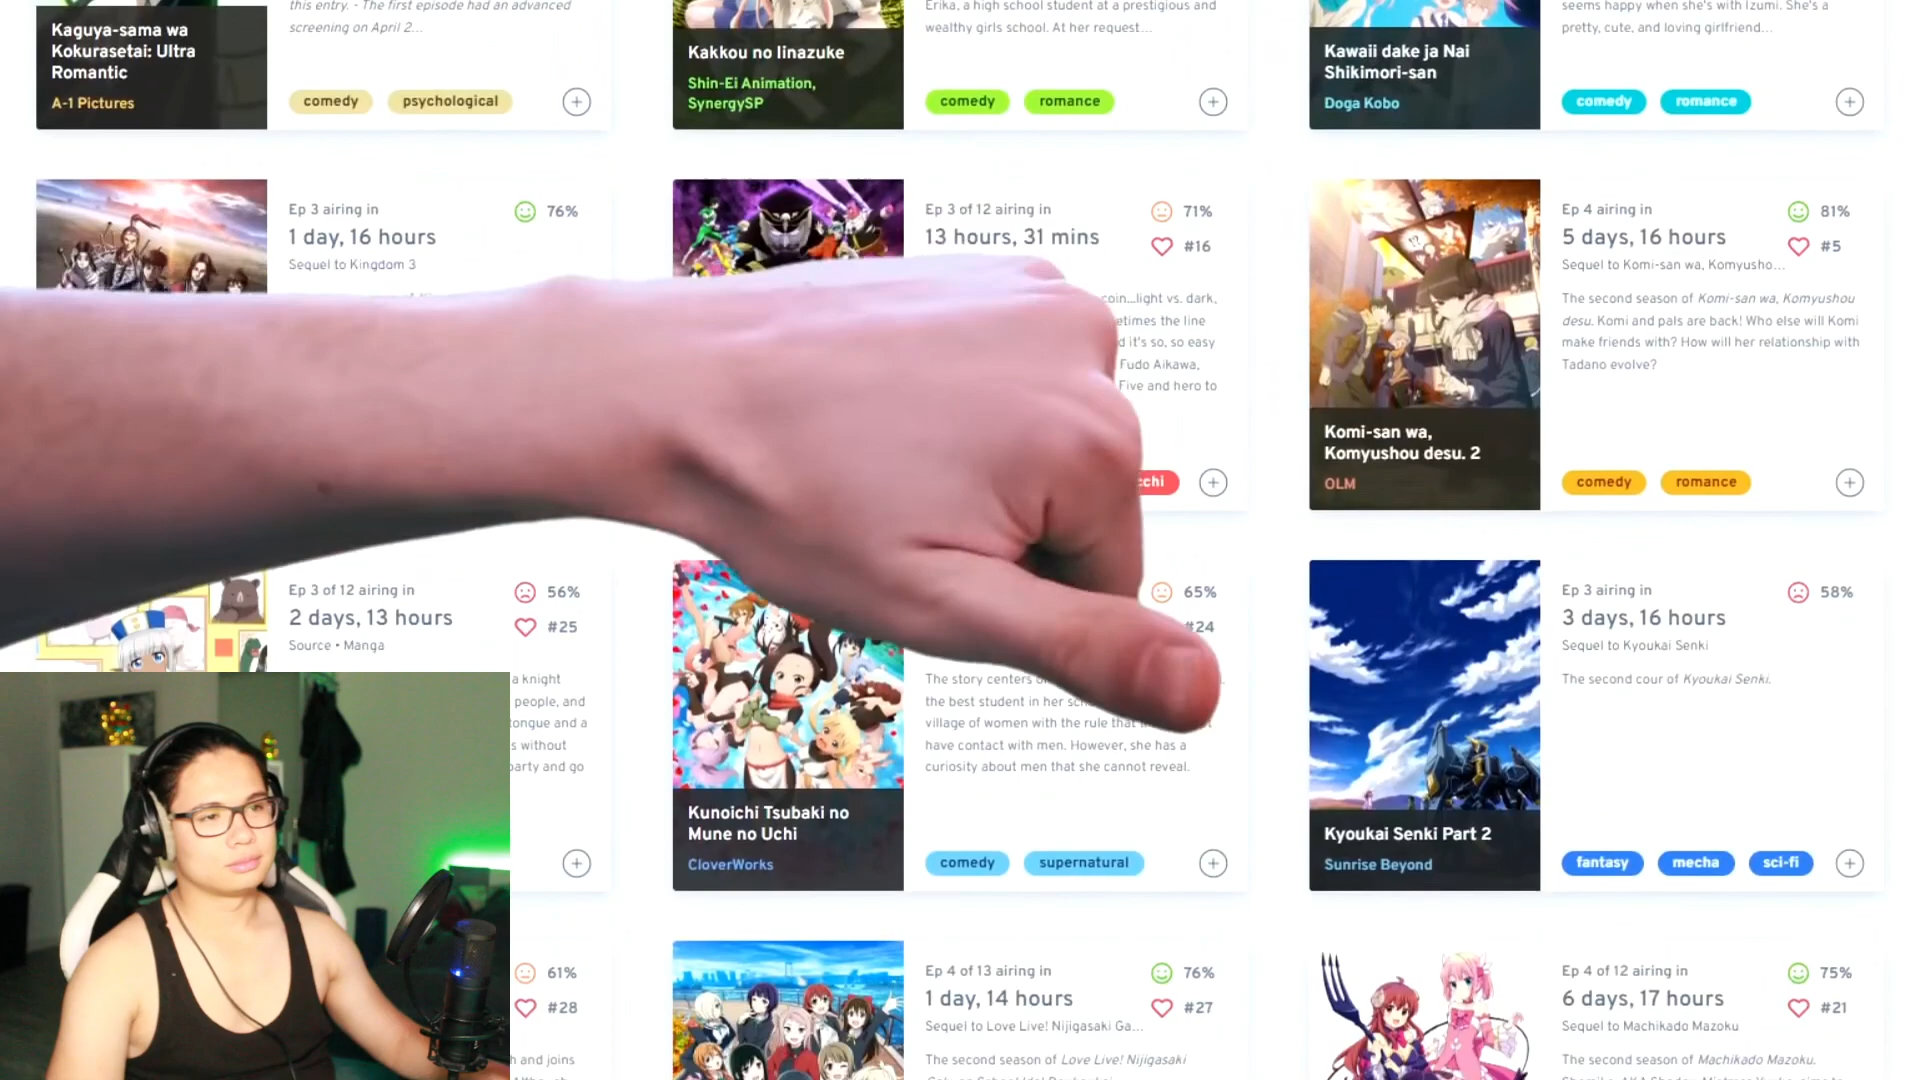 Kaguya-sama wa
Kokurasetai: Ultra
Romantic
A-1 Pictures
this entry. - The first episode had an advanced
screening on April 2...
comedy
psychological
Kakkou no Iinazuke
Shin-Ei Animation,
SynergySP
Erika, a high school student at a prestigious and
wealthy girls school. At her request...
comedy
romance
Kawaii dake ja Nai
Shikimori-san
Doga Kobo
seems happy when she's with Izumi. She's a
pretty, cute, and loving girlfriend...
comedy
romance
Ep 3 airing in
1 day, 16 hours
Sequel to Kingdom 3
76%
Ep 3 of 12 airing in
13 hours, 31 mins
71%
#16
coin...light vs. dark,
etimes the line
d it's so, so easy
Fudo Aikawa,
Five and hero to
cchi
Ep 4 airing in
5 days, 16 hours
Sequel to Komi-san wa, Komyusho...
81%
#5
The second season of Komi-san wa, Komyushou
desu. Komi and pals are back! Who else will Komi
make friends with? How will her relationship with
Tadano evolve?
Komi-san wa,
Komyushou desu. 2
OLM
comedy
romance
Ep 3 of 12 airing in
2 days, 13 hours
Source • Manga
56%
#25
a knight
people, and
tongue and a
s without
party and go
65%
#24
The story centers
the best student in her
village of women with the rule that
have contact with men. However, she has a
curiosity about men that she cannot reveal.
Kunoichi Tsubaki no
Mune no Uchi
CloverWorks
comedy
supernatural
Ep 3 airing in
3 days, 16 hours
Sequel to Kyoukai Senki
58%
The second cour of Kyoukai Senki.
Kyoukai Senki Part 2
Sunrise Beyond
fantasy
mecha
sci-fi
61%
#28
h and joins
Ep 4 of 13 airing in
1 day, 14 hours
Sequel to Love Live! Nijigasaki Ga...
76%
#27
The second season of Love Live! Nijigasaki
Ep 4 of 12 airing in
6 days, 17 hours
Sequel to Machikado Mazoku
75%
#21
The second season of Machikado Mazoku.